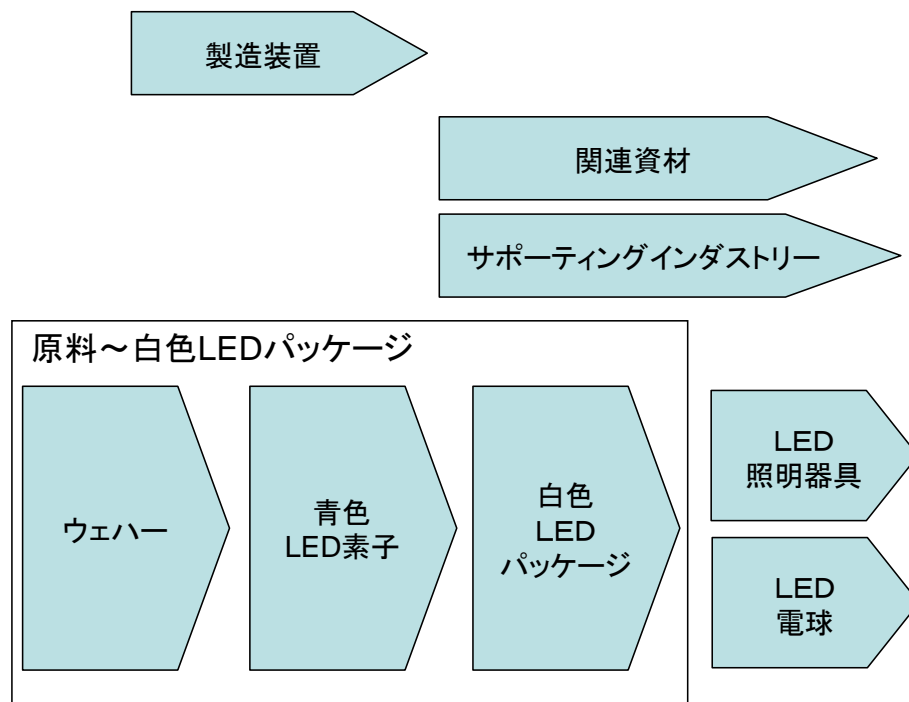 製造装置
関連資材
サポーティングインダストリー
原料～白色LEDパッケージ
ウェハー
青色
LED素子
白色
LED
パッケージ
LED
照明器具
LED
電球